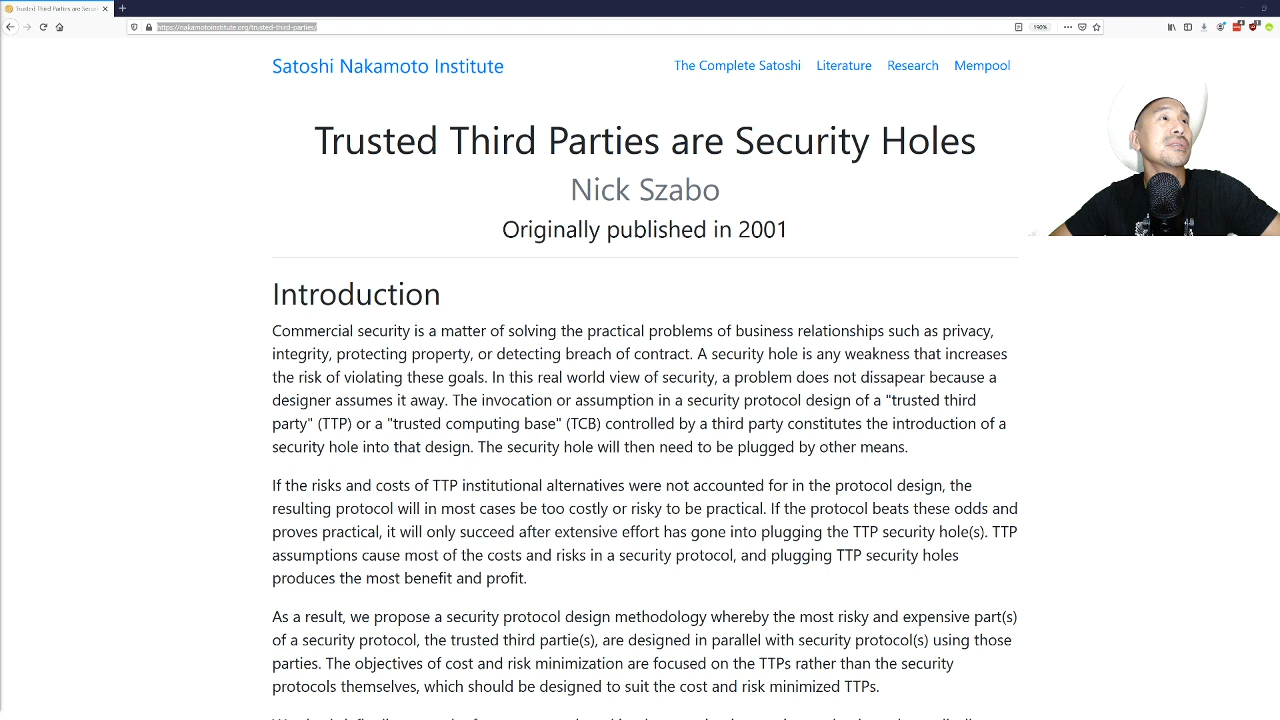 Trusted Third Parties are Securi
https://nakamotoinstitute.org/trusted-third-parties/
190%
Satoshi Nakamoto Institute
The Complete Satoshi
Literature
Research
Mempool
Trusted Third Parties are Security Holes
Nick Szabo
Originally published in 2001
Introduction
Commercial security is a matter of solving the practical problems of business relationships such as privacy,
integrity, protecting property, or detecting breach of contract. A security hole is any weakness that increases
the risk of violating these goals. In this real world view of security, a problem does not dissapear because a
designer assumes it away. The invocation or assumption in a security protocol design of a "trusted third
party" (TTP) or a "trusted computing base" (TCB) controlled by a third party constitutes the introduction of a
security hole into that design. The security hole will then need to be plugged by other means.
If the risks and costs of TTP institutional alternatives were not accounted for in the protocol design, the
resulting protocol will in most cases be too costly or risky to be practical. If the protocol beats these odds and
proves practical, it will only succeed after extensive effort has gone into plugging the TTP security hole(s). TTP
assumptions cause most of the costs and risks in a security protocol, and plugging TTP security holes
produces the most benefit and profit.
As a result, we propose a security protocol design methodology whereby the most risky and expensive part(s)
of a security protocol, the trusted third partie(s), are designed in parallel with security protocol(s) using those
parties. The objectives of cost and risk minimization are focused on the TTPs rather than the security
protocols themselves, which should be designed to suit the cost and risk minimized TTPs.